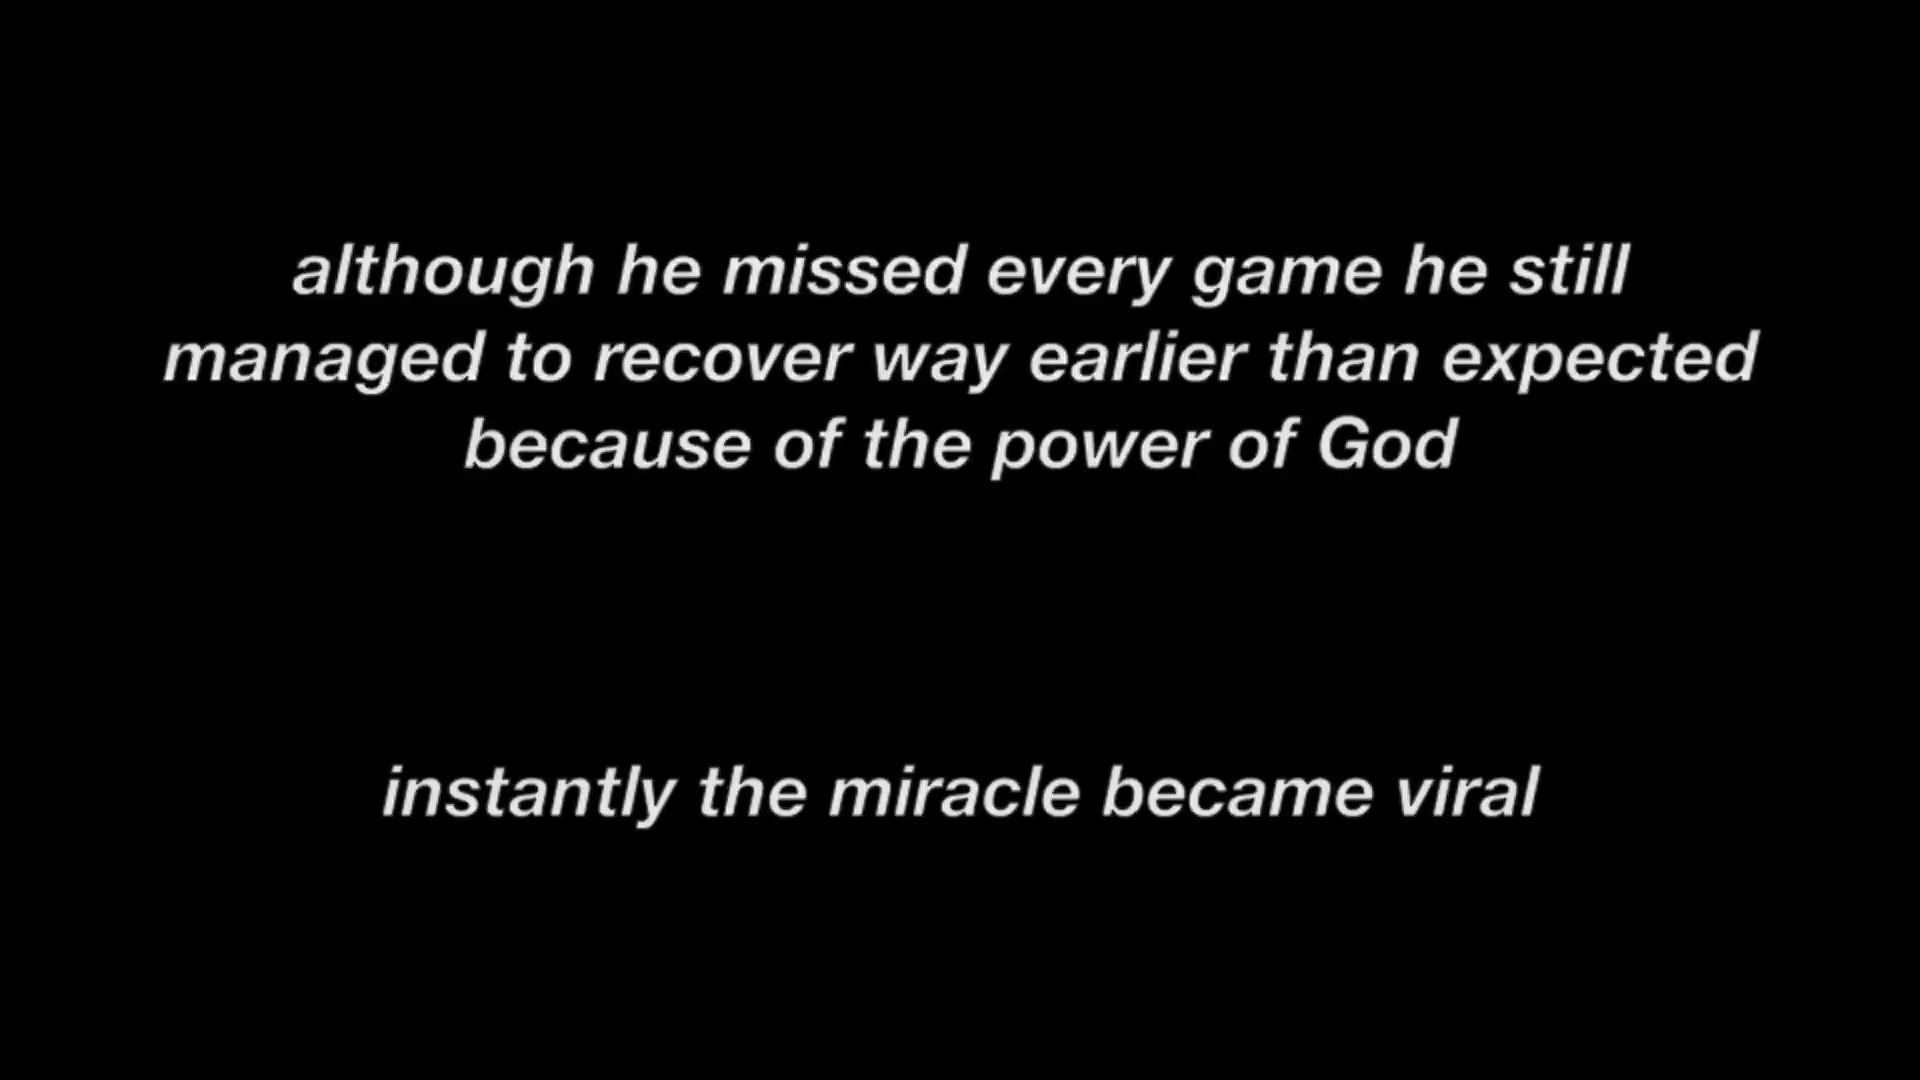 although he missed every game he still
managed to recover way earlier than expected
because of the power of God
instantly the miracle became viral